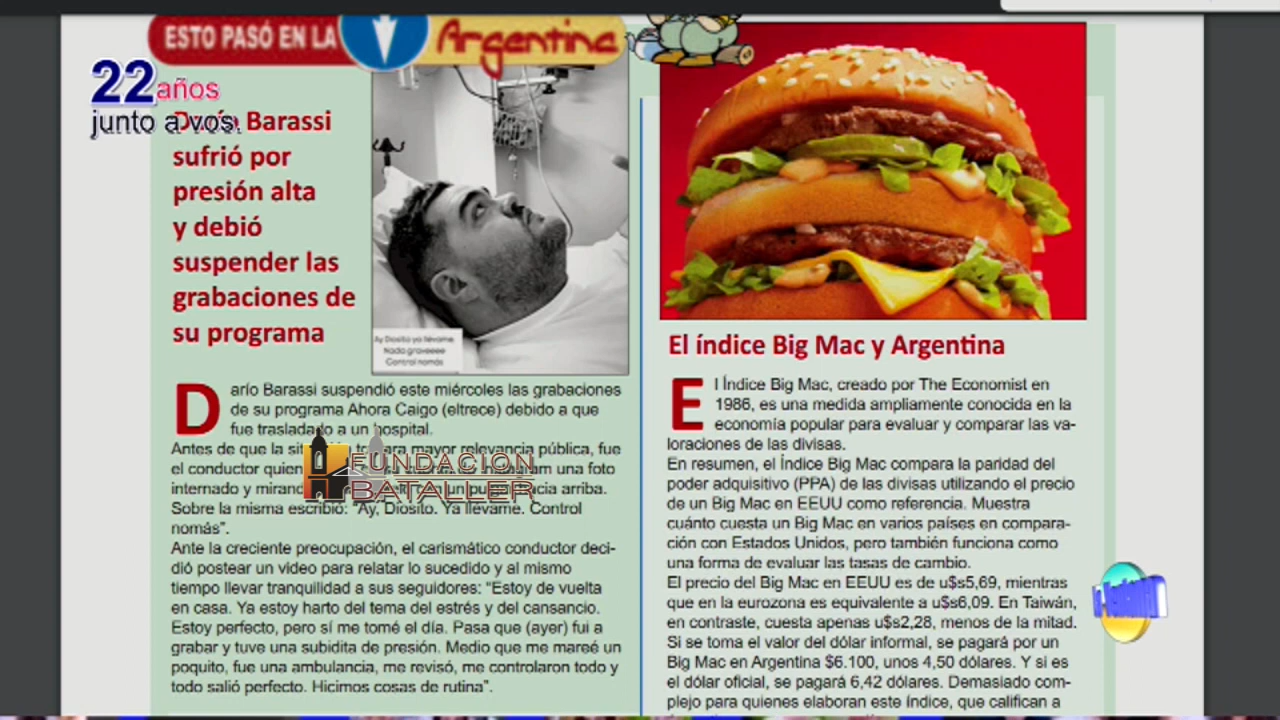 ESTO PASÓ EN LA
Argentina
22 años
junto a vos.
Barassi
sufrió por
presión alta
y debió
suspender las
grabaciones de
su programa
Ay Diosito ya llévame.
Nada graveeeee
Control nomás
Darío Barassi suspendió este miércoles las grabaciones
de su programa Ahora Caigo (eltrece) debido a que
fue trasladado a un hospital.
Antes de que la mayor relevancia pública, fue
el conductor quien una foto
internado y arriba.
Sobre la misma escribió: “Ay, Diosito. Ya llévame. Control
nomás”.
Ante la creciente preocupación, el carismático conductor deci-
dió postear un video para relatar lo sucedido y al mismo
tiempo llevar tranquilidad a sus seguidores: “Estoy de vuelta
en casa. Ya estoy harto del tema del estrés y del cansancio.
Estoy perfecto, pero sí me tomé el día. Pasa que (ayer) fui a
grabar y tuve una subidita de presión. Medio que me mareé un
poquito, fue una ambulancia, me revisó, me controlaron todo y
todo salió perfecto. Hicimos cosas de rutina”.
FUNDACION
BATALLER
El índice Big Mac y Argentina
El Índice Big Mac, creado por The Economist en
1986, es una medida ampliamente conocida en la
economía popular para evaluar y comparar las va-
loraciones de las divisas.
En resumen, el Índice Big Mac compara la paridad del
poder adquisitivo (PPA) de las divisas utilizando el precio
de un Big Mac en EEUU como referencia. Muestra
cuánto cuesta un Big Mac en varios países en compara-
ción con Estados Unidos, pero también funciona como
una forma de evaluar las tasas de cambio.
El precio del Big Mac en EEUU es de u$s5,69, mientras
que en la eurozona es equivalente a u$s6,09. En Taiwán,
en contraste, cuesta apenas u$s2,28, menos de la mitad.
Si se toma el valor del dólar informal, se pagará por un
Big Mac en Argentina $6.100, unos 4,50 dólares. Y si es
el dólar oficial, se pagará 6,42 dólares. Demasiado com-
plejo para quienes elaboran este índice, que califican a